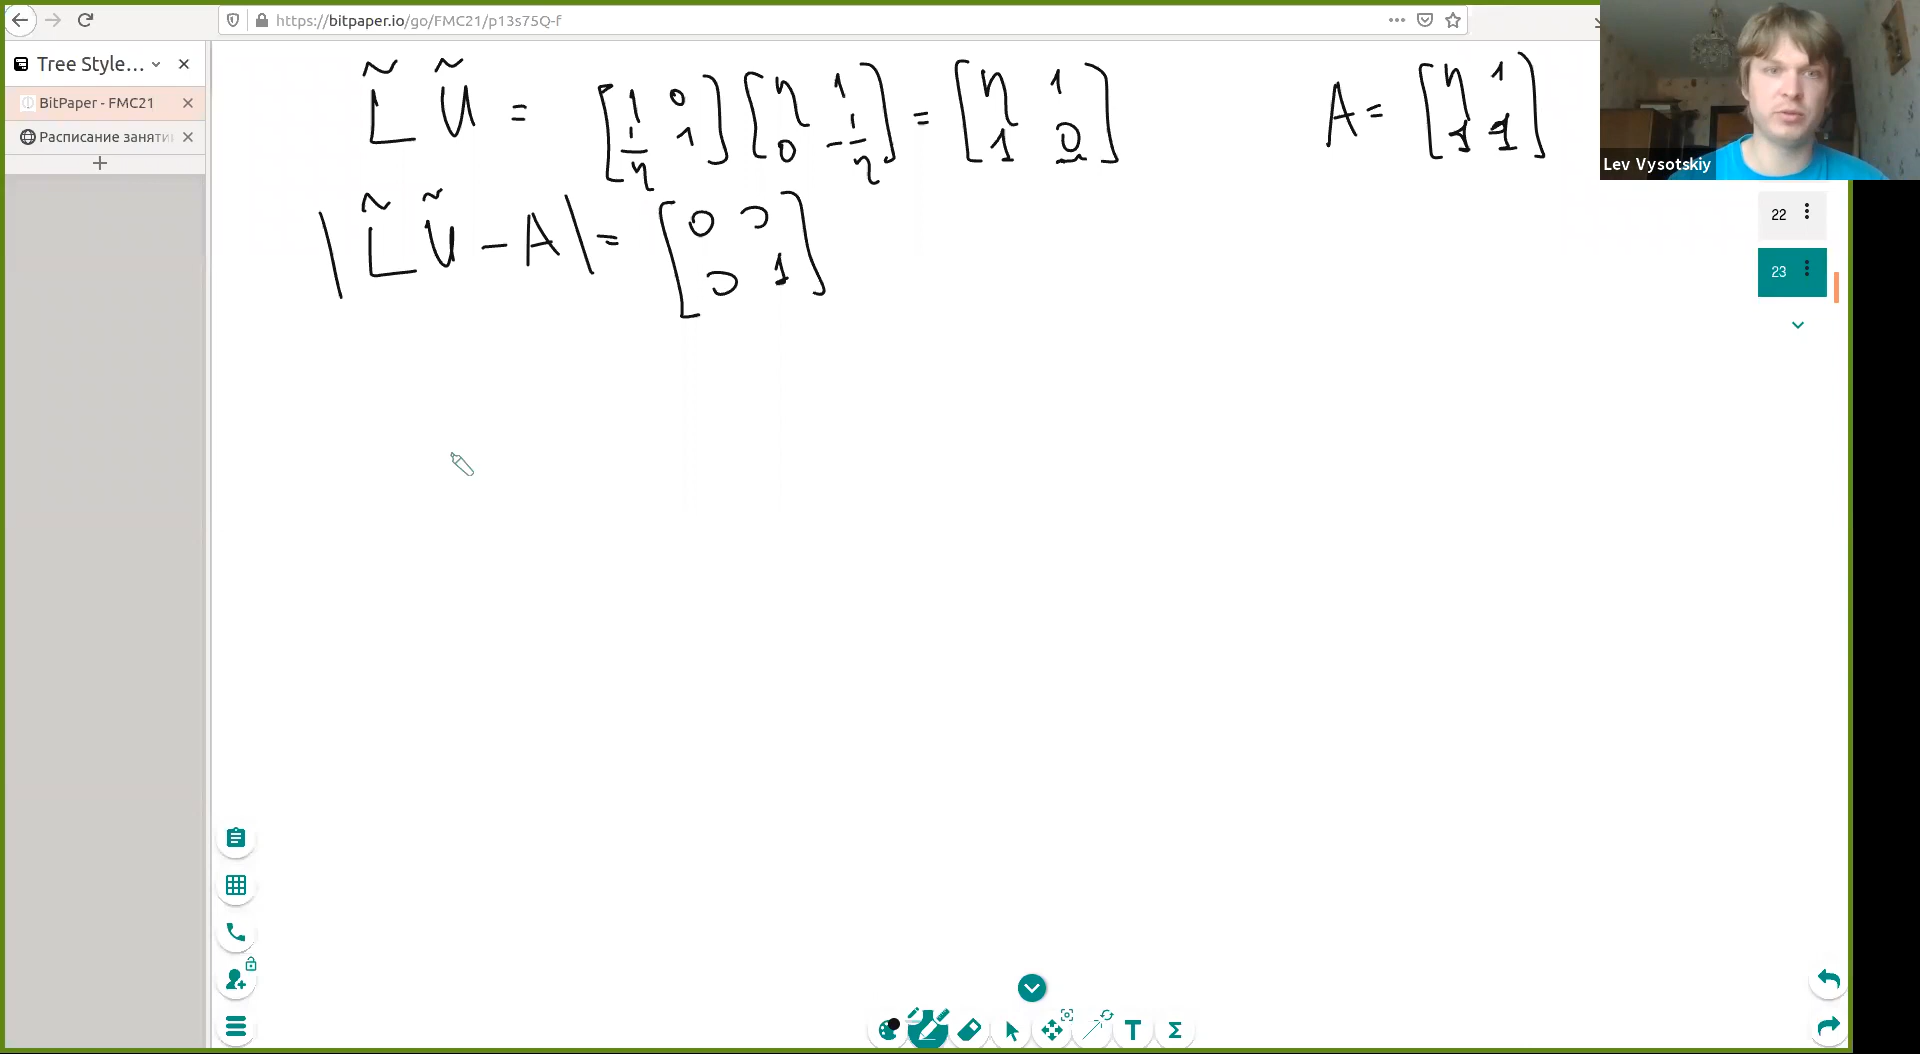 https://bitpaper.io/go/FMC21/p13s75Q-f
Tree Style...
BitPaper - FMC21
Расписание заняти
L̃ Ũ = [1 0; 1/η 1] [η 1; 0 -1/η] = [η 1; 1 0]
A = [η 1; 1 1]
|L̃ Ũ - A| = [0 0; 0 1]
Lev Vysotskiy
22
23
T
Σ